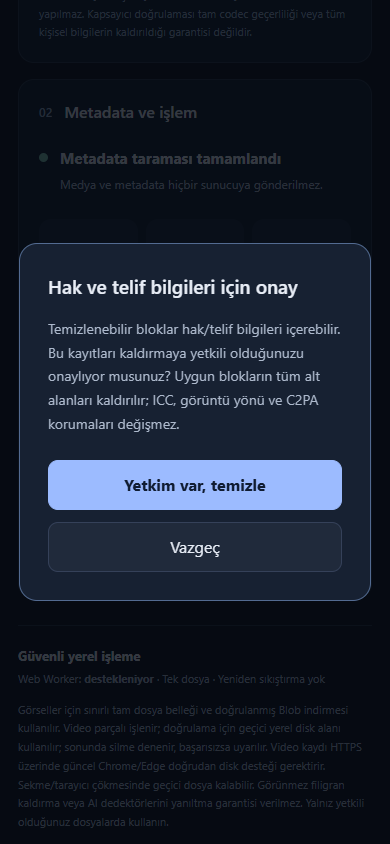 yapılmaz. Kapsayıcı doğrulaması tam codec geçerliliği veya tüm
kişisel bilgilerin kaldırıldığı garantisi değildir.
02 Metadata ve işlem
Metadata taraması tamamlandı
Medya ve metadata hiçbir sunucuya gönderilmez.
Hak ve telif bilgileri için onay
Temizlenebilir bloklar hak/telif bilgileri içerebilir.
Bu kayıtları kaldırmaya yetkili olduğunuzu
onaylıyor musunuz? Uygun blokların tüm alt
alanları kaldırılır; ICC, görüntü yönü ve C2PA
korumaları değişmez.
Yetkim var, temizle
Vazgeç
Güvenli yerel işleme
Web Worker: destekleniyor · Tek dosya · Yeniden sıkıştırma yok
Görseller için sınırlı tam dosya belleği ve doğrulanmış Blob indirmesi
kullanılır. Video parçalı işlenir; doğrulama için geçici yerel disk alanı
kullanılır; sonunda silme denenir, başarısızsa uyarılır. Video kaydı HTTPS
üzerinde güncel Chrome/Edge doğrudan disk desteği gerektirir.
Sekme/tarayıcı çökmesinde geçici dosya kalabilir. Görünmez filigran
kaldırma veya AI dedektörlerini yanıltma garantisi verilmez. Yalnız yetkili
olduğunuz dosyalarda kullanın.